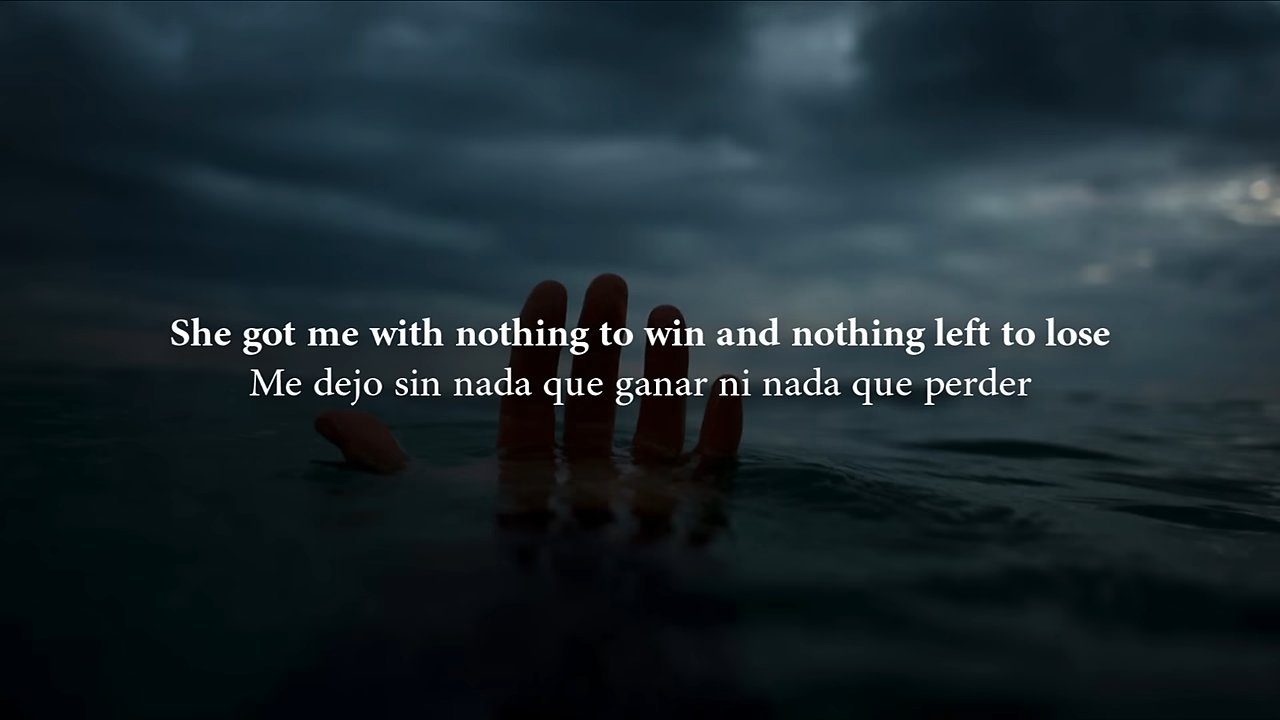 She got me with nothing to win and nothing left to lose
Me dejo sin nada que ganar ni nada que perder